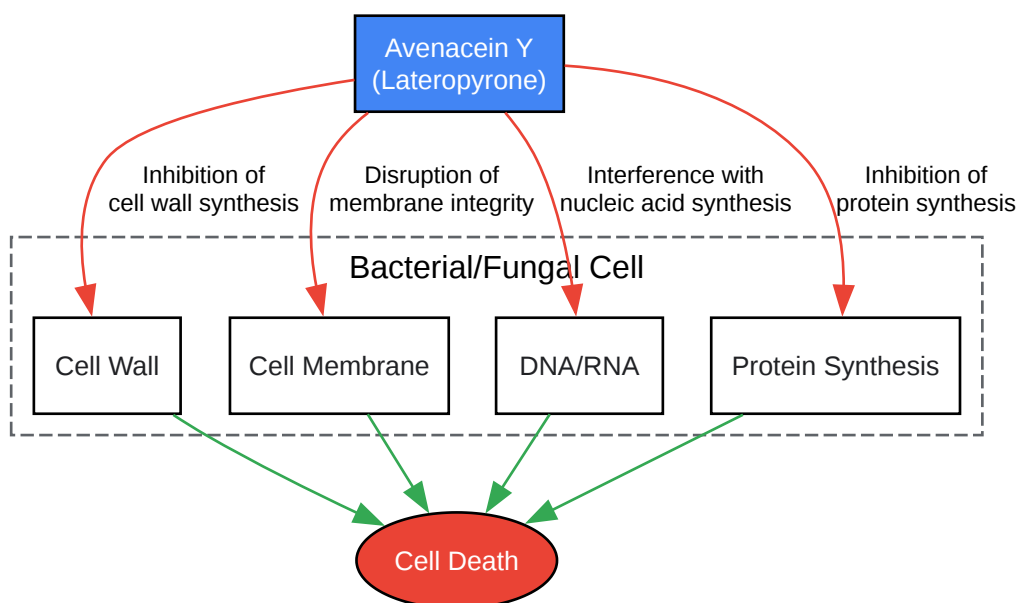 Avenacein Y
(Lateropyrone)
Inhibition of
cell wall synthesis
Disruption of
membrane integrity
Interference with
nucleic acid synthesis
Inhibition of
protein synthesis
Bacterial/Fungal Cell
Cell Wall
Cell Membrane
DNA/RNA
Protein Synthesis
Cell Death